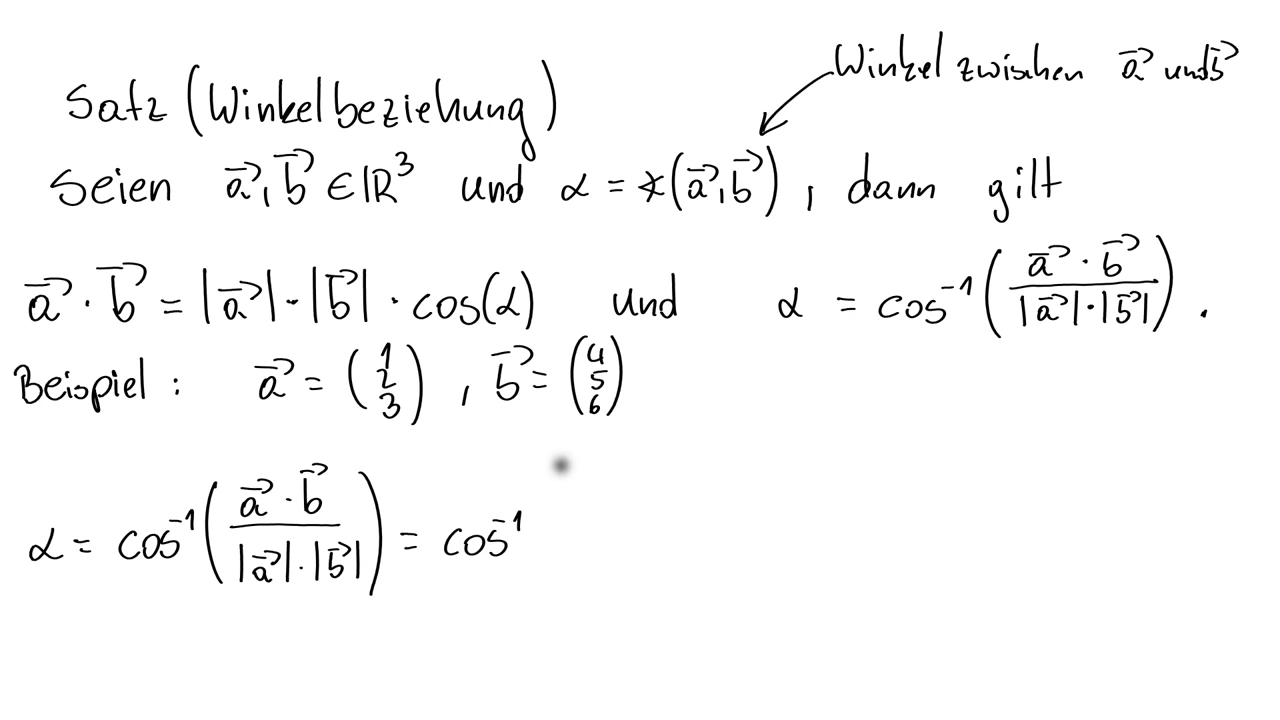 Winkel zwischen a⃗ und b⃗
Satz (Winkelbeziehung)
Seien a⃗, b⃗ ∈ ℝ³ und α = ∢(a⃗, b⃗), dann gilt
a⃗ · b⃗ = |a⃗| · |b⃗| · cos(α) und α = cos⁻¹( (a⃗ · b⃗) / (|a⃗| · |b⃗|) ).
Beispiel : a⃗ = (1 2 3) , b⃗ = (4 5 6)
α = cos⁻¹( (a⃗ · b⃗) / (|a⃗| · |b⃗|) ) = cos⁻¹